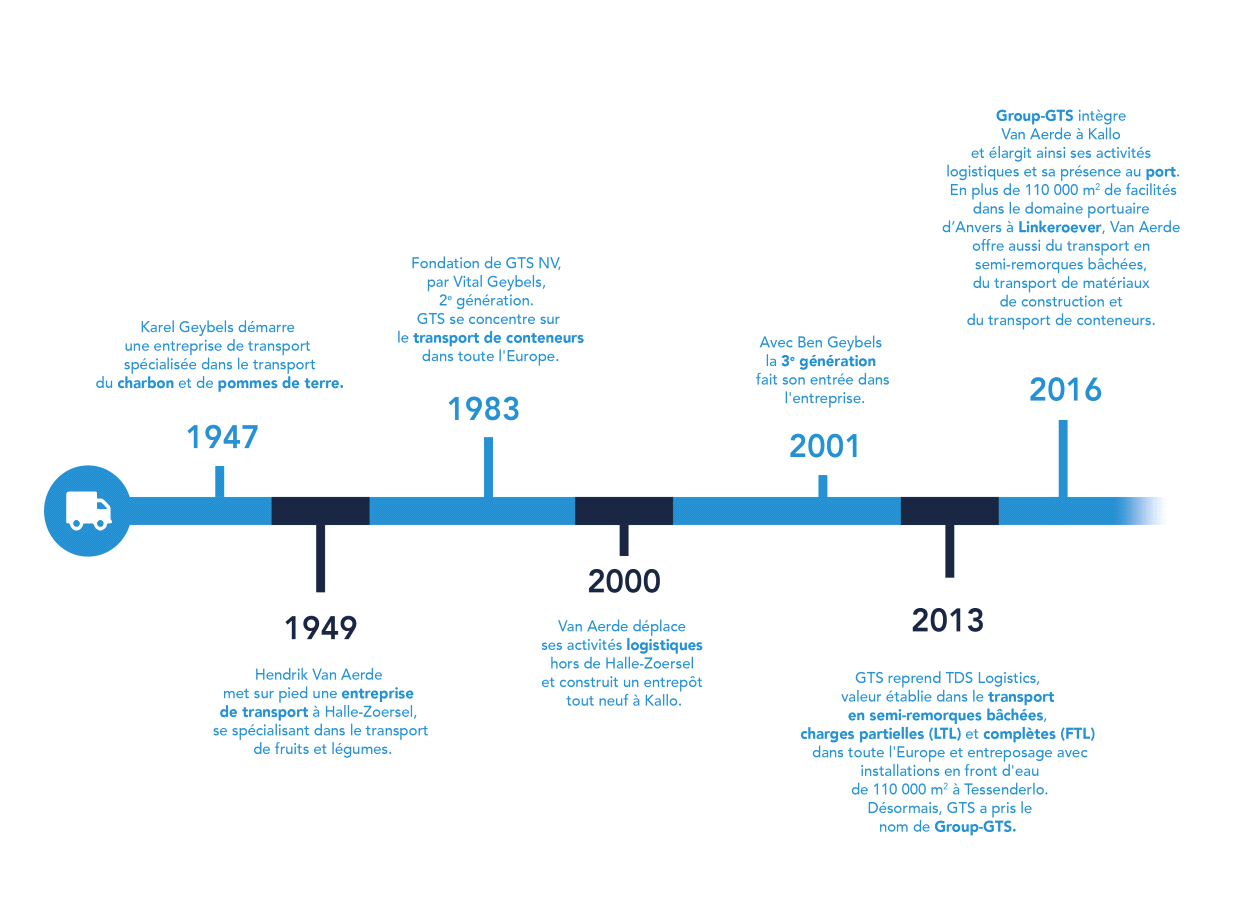 Karel Geybels démarre
une entreprise de transport
spécialisée dans le transport
du charbon et de pommes de terre.
1947
Hendrik Van Aerde
met sur pied une entreprise
de transport à Halle-Zoersel,
se spécialisant dans le transport
de fruits et légumes.
1949
Fondation de GTS NV,
par Vital Geybels,
2e génération.
GTS se concentre sur
le transport de conteneurs
dans toute l'Europe.
1983
2000
Van Aerde déplace
ses activités logistiques
hors de Halle-Zoersel
et construit un entrepôt
tout neuf à Kallo.
Avec Ben Geybels
la 3e génération
fait son entrée dans
l'entreprise.
2001
2013
GTS reprend TDS Logistics,
valeur établie dans le transport
en semi-remorques bâchées,
charges partielles (LTL) et complètes (FTL)
dans toute l'Europe et entreposage avec
installations en front d'eau
de 110 000 m² à Tessenderlo.
Désormais, GTS a pris le
nom de Group-GTS.
Group-GTS intègre
Van Aerde à Kallo
et élargit ainsi ses activités
logistiques et sa présence au port.
En plus de 110 000 m² de facilités
dans le domaine portuaire
d’Anvers à Linkeroever, Van Aerde
offre aussi du transport en
semi-remorques bâchées,
du transport de matériaux
de construction et
du transport de conteneurs.
2016